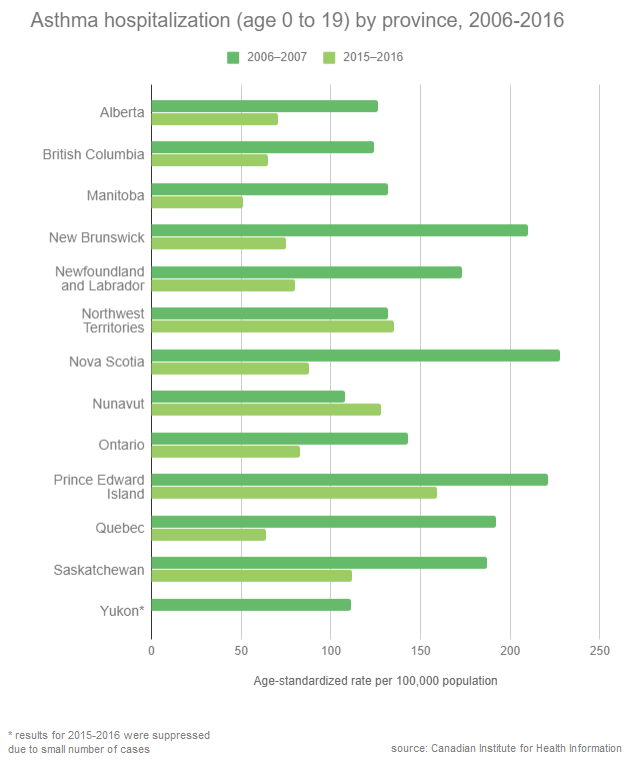 Asthma hospitalization (age 0 to 19) by province, 2006-2016
2006–2007 2015–2016
Alberta
British Columbia
Manitoba
New Brunswick
Newfoundland
and Labrador
Northwest
Territories
Nova Scotia
Nunavut
Ontario
Prince Edward
Island
Quebec
Saskatchewan
Yukon*
0 50 100 150 200 250
Age-standardized rate per 100,000 population
* results for 2015-2016 were suppressed
due to small number of cases
source: Canadian Institute for Health Information